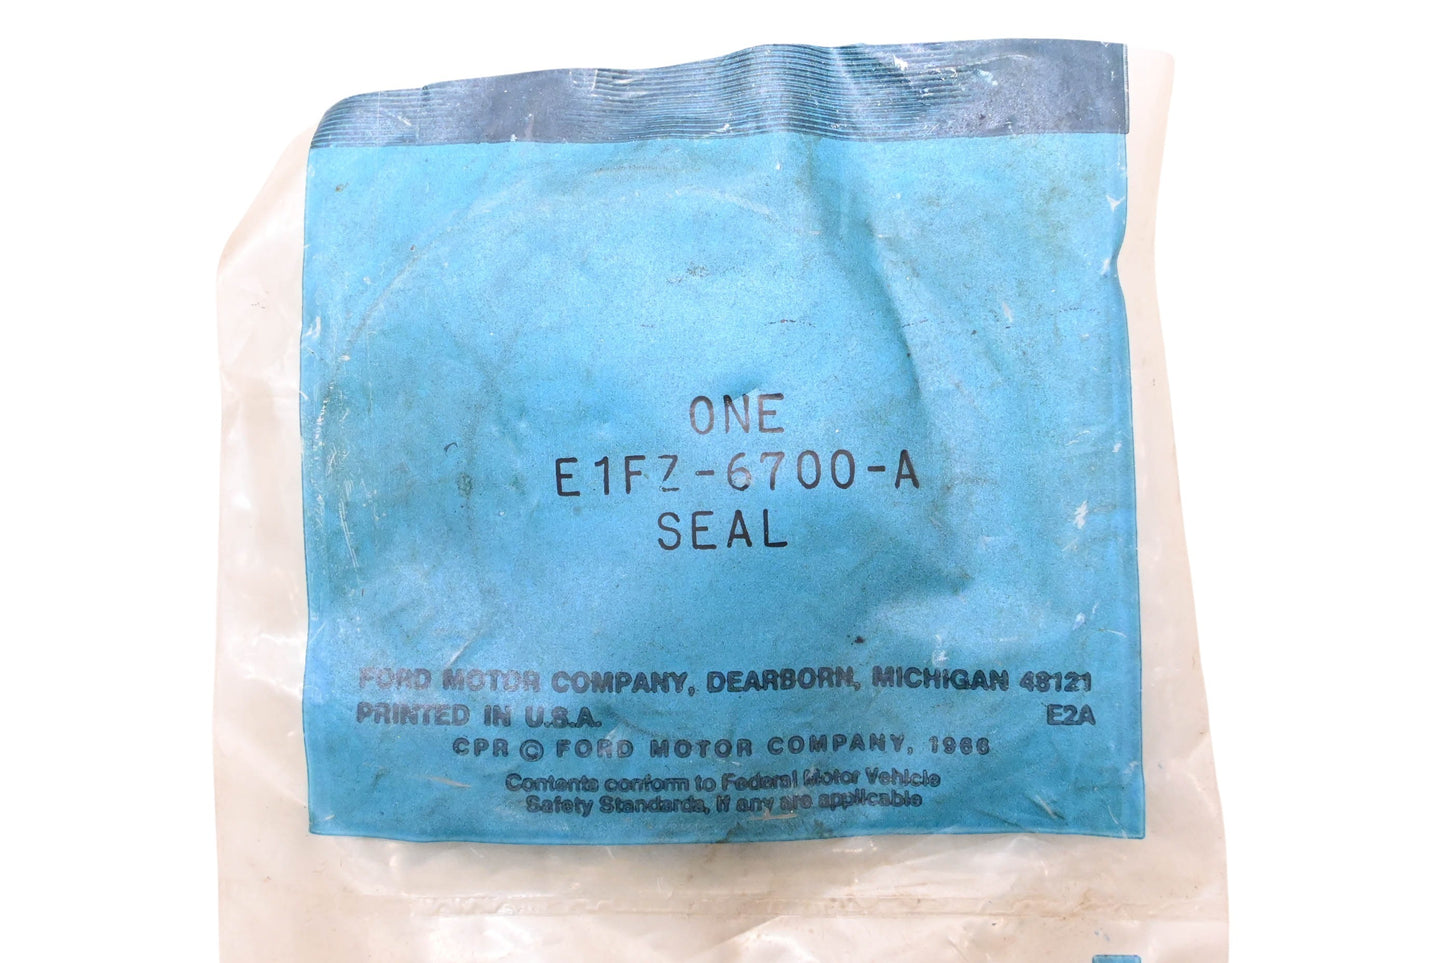 ONE
E1FZ-6700-A
SEAL
FORD MOTOR COMPANY, DEARBORN, MICHIGAN 48121
PRINTED IN U.S.A. E2A
CPR © FORD MOTOR COMPANY, 1966
Contents conform to Federal Motor Vehicle
Safety Standards, if any are applicable